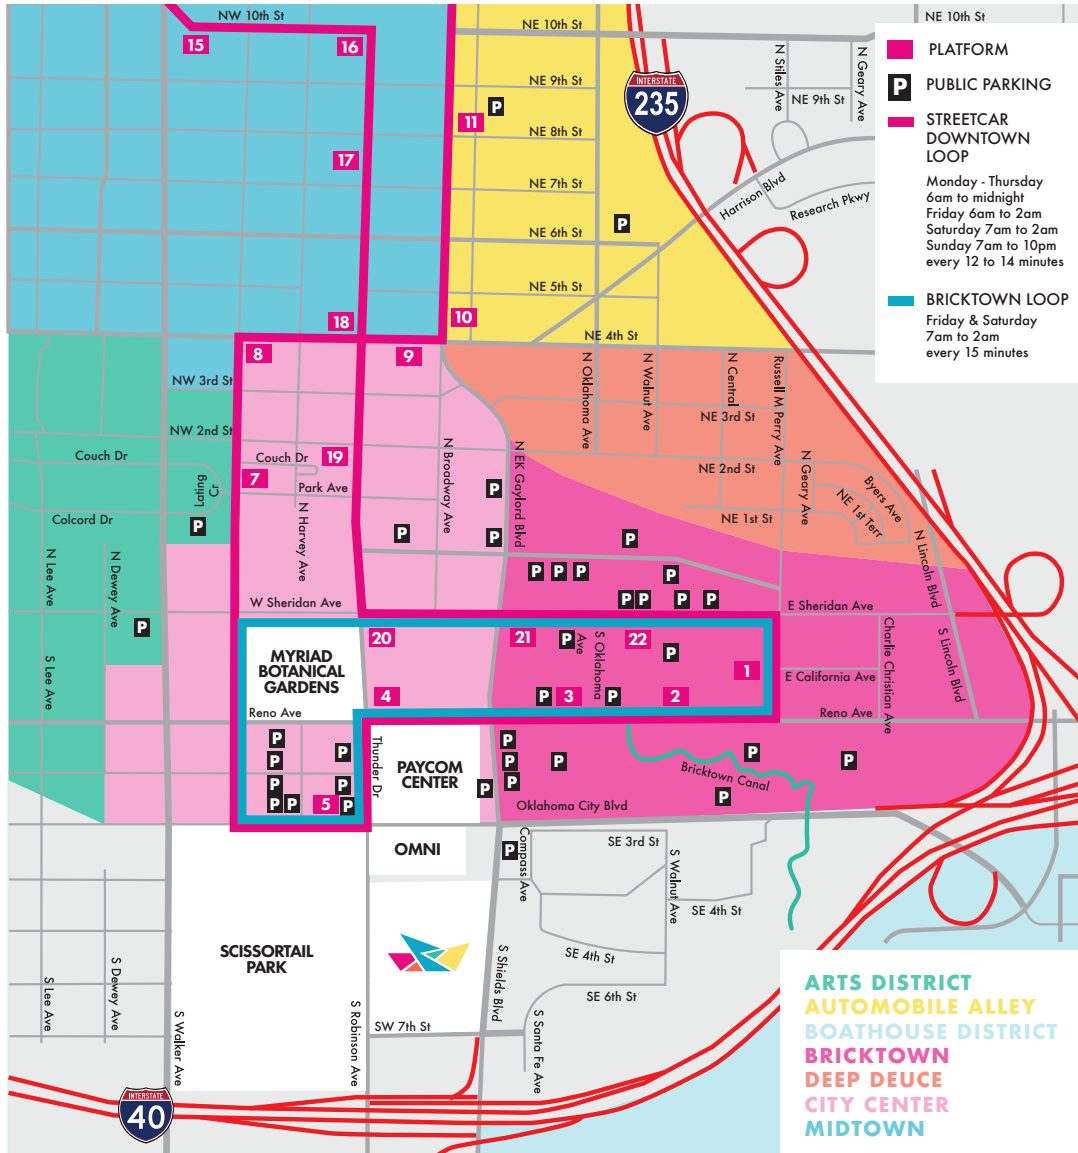 NW 10th St
NE 10th St
NE 10th St
15
16
N Stiles Ave
N Geary Ave
PLATFORM
P PUBLIC PARKING
STREETCAR
DOWNTOWN
LOOP
Monday - Thursday
6am to midnight
Friday 6am to 2am
Saturday 7am to 2am
Sunday 7am to 10pm
every 12 to 14 minutes
BRICKTOWN LOOP
Friday & Saturday
7am to 2am
every 15 minutes
NE 9th St
INTERSTATE
235
NE 9th St
P
11
NE 8th St
17
NE 7th St
Harrison Blvd
Research Pkwy
P
NE 6th St
NE 5th St
18
10
NE 4th St
8
9
NW 3rd St
N Oklahoma Ave
N Walnut Ave
N Central
Russell M Perry Ave
NE 3rd St
NW 2nd St
Couch Dr
Couch Dr
19
N Broadway Ave
N EK Gaylord Blvd
NE 2nd St
N Geary Ave
Byers Ave
7
Park Ave
Lating
Cr
P
Colcord Dr
P
N Harvey Ave
P
P
P
NE 1st St
NE 1st Terr
N Lincoln Blvd
N Lee Ave
N Dewey Ave
P
P
P
P
P
W Sheridan Ave
P
P
P
P
E Sheridan Ave
P
MYRIAD
BOTANICAL
GARDENS
20
21
P
S Oklahoma
Ave
22
P
1
Charlie Christian Ave
S Lincoln Blvd
S Lee Ave
E California Ave
4
P
3
P
2
Reno Ave
Reno Ave
P
P
P
P
P
P
5
P
Thunder Dr
PAYCOM
CENTER
P
P
P
P
P
P
P
P
Bricktown Canal
P
Oklahoma City Blvd
OMNI
P
Compass Ave
SE 3rd St
S Walnut Ave
SE 4th St
SCISSORTAIL
PARK
S Shields Blvd
SE 4th St
SE 6th St
S Lee Ave
S Dewey Ave
S Walker Ave
S Robinson Ave
SW 7th St
S Santa Fe Ave
INTERSTATE
40
ARTS DISTRICT
AUTOMOBILE ALLEY
BOATHOUSE DISTRICT
BRICKTOWN
DEEP DEUCE
CITY CENTER
MIDTOWN